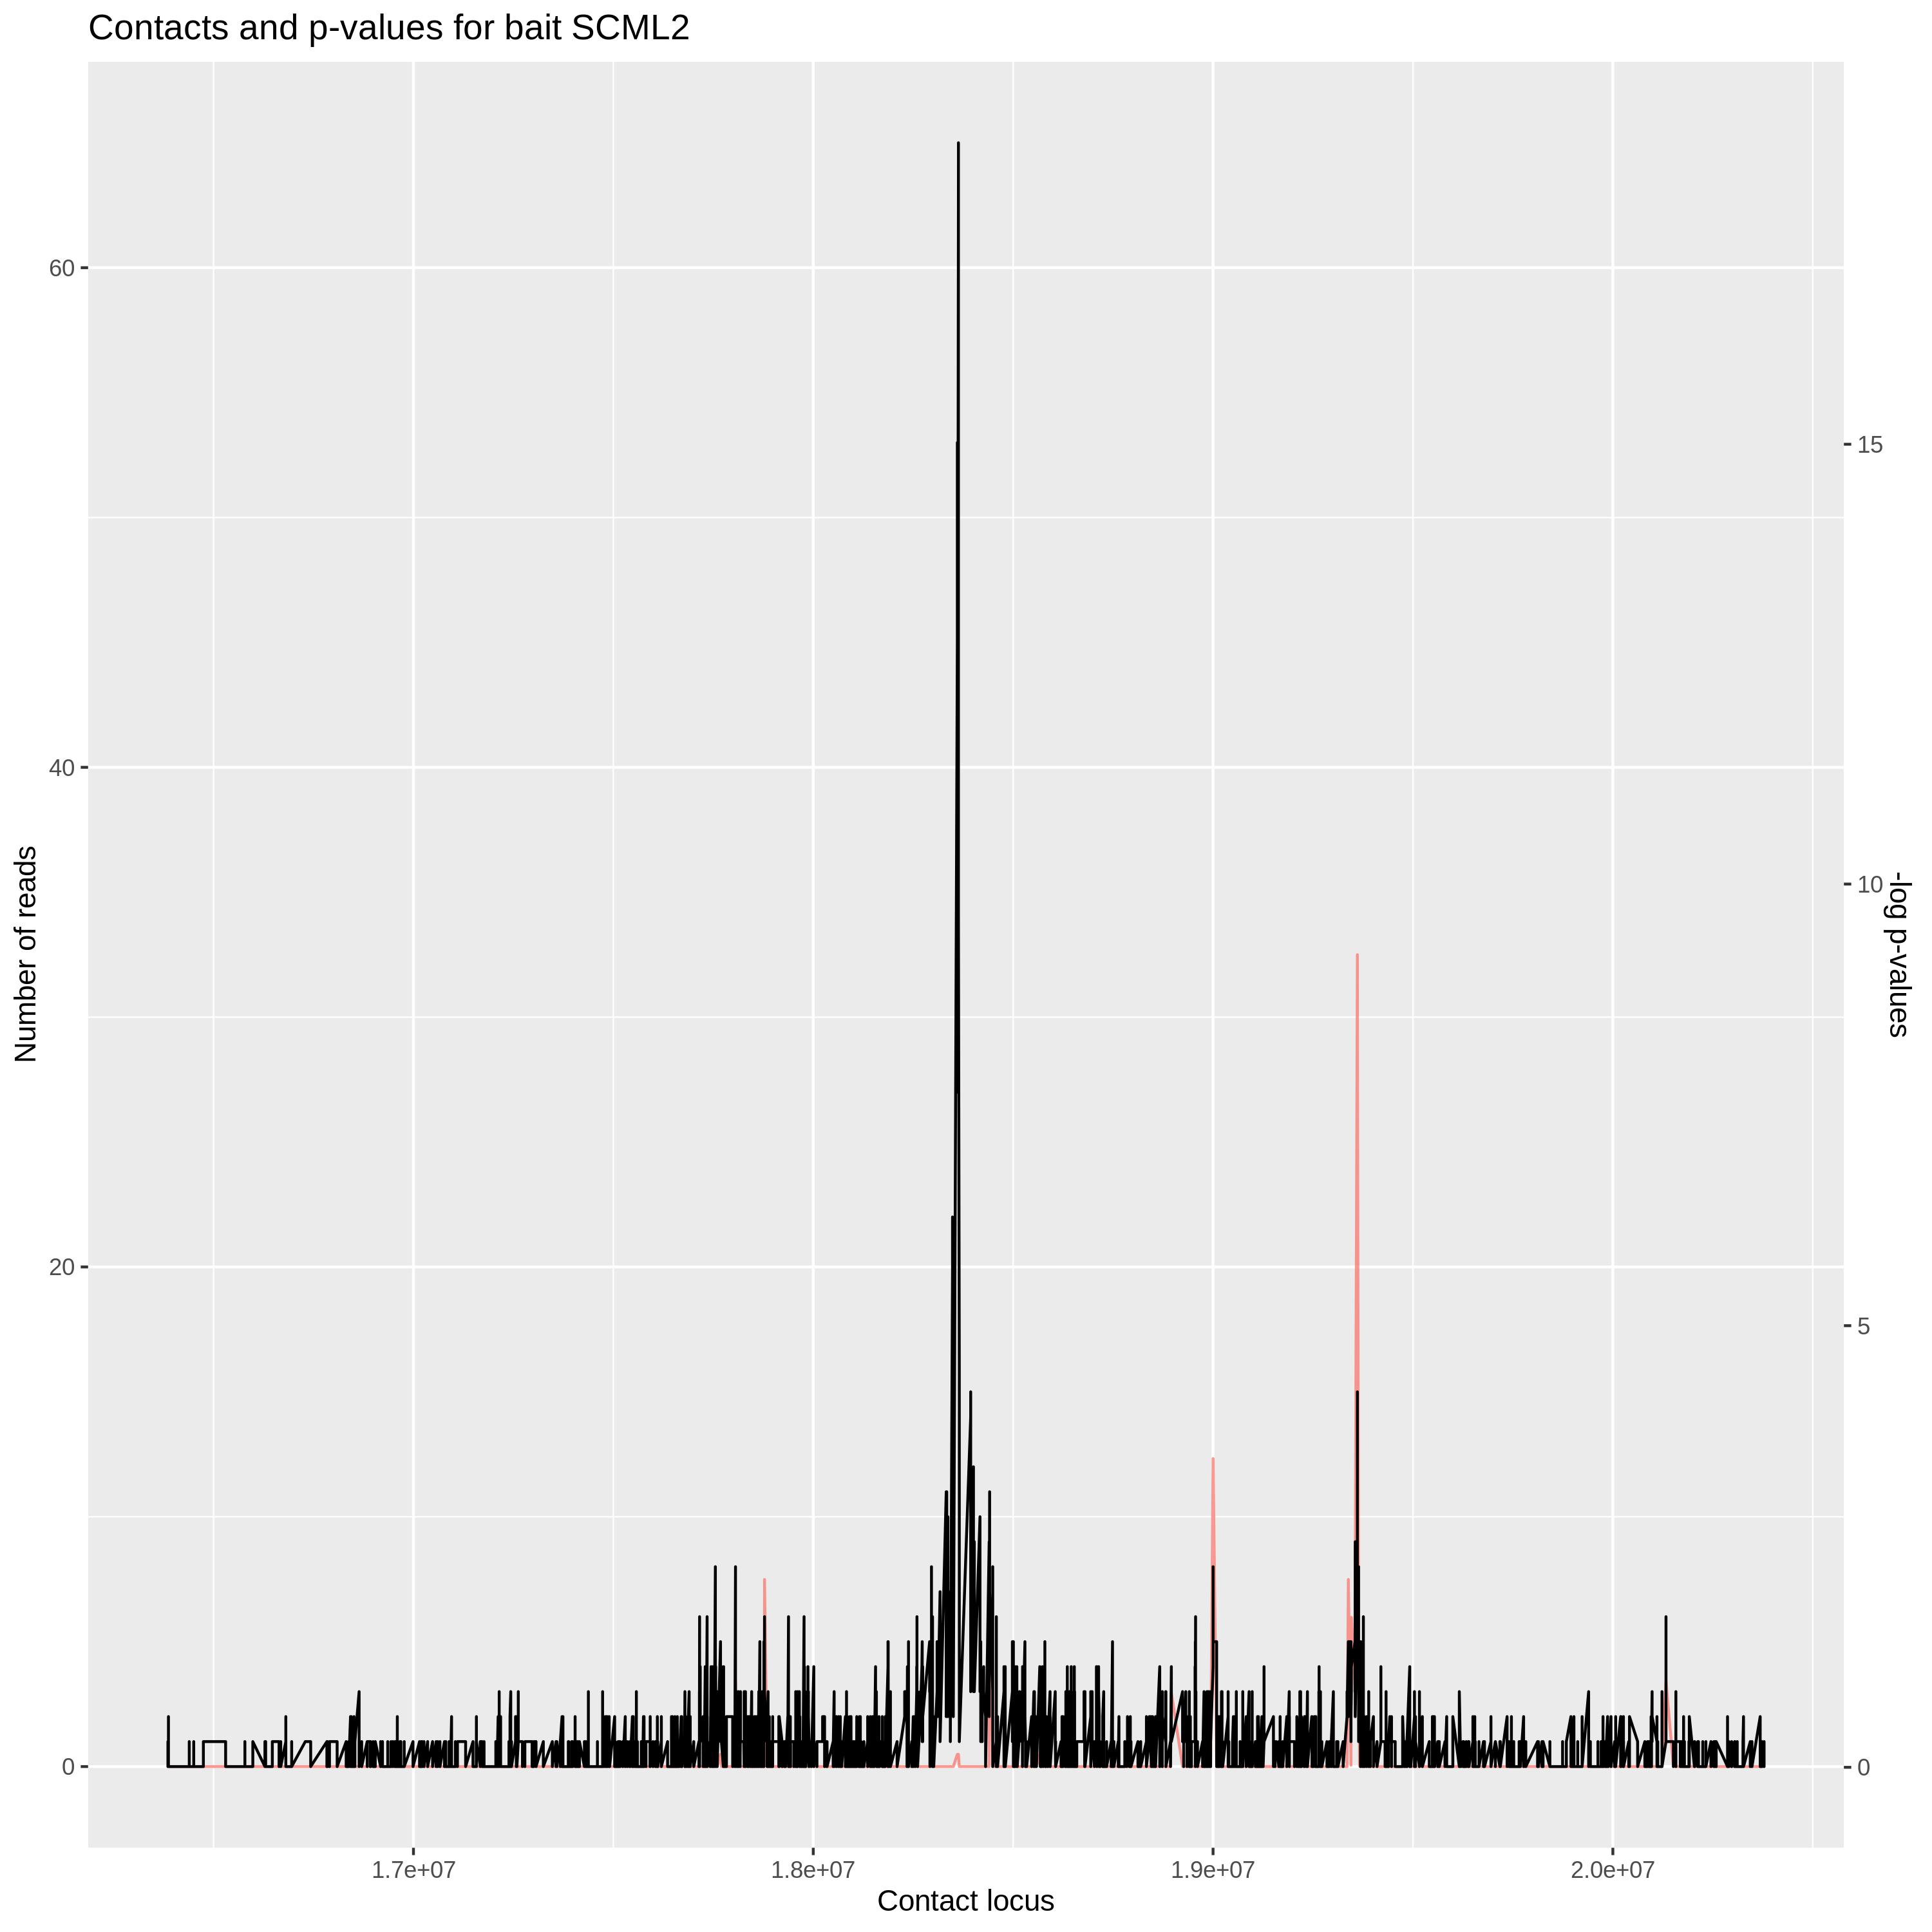 Contacts and p-values for bait SCML2
60
40
20
0
15
10
5
0
Number of reads
-log p-values
1.7e+07
1.8e+07
1.9e+07
2.0e+07
Contact locus